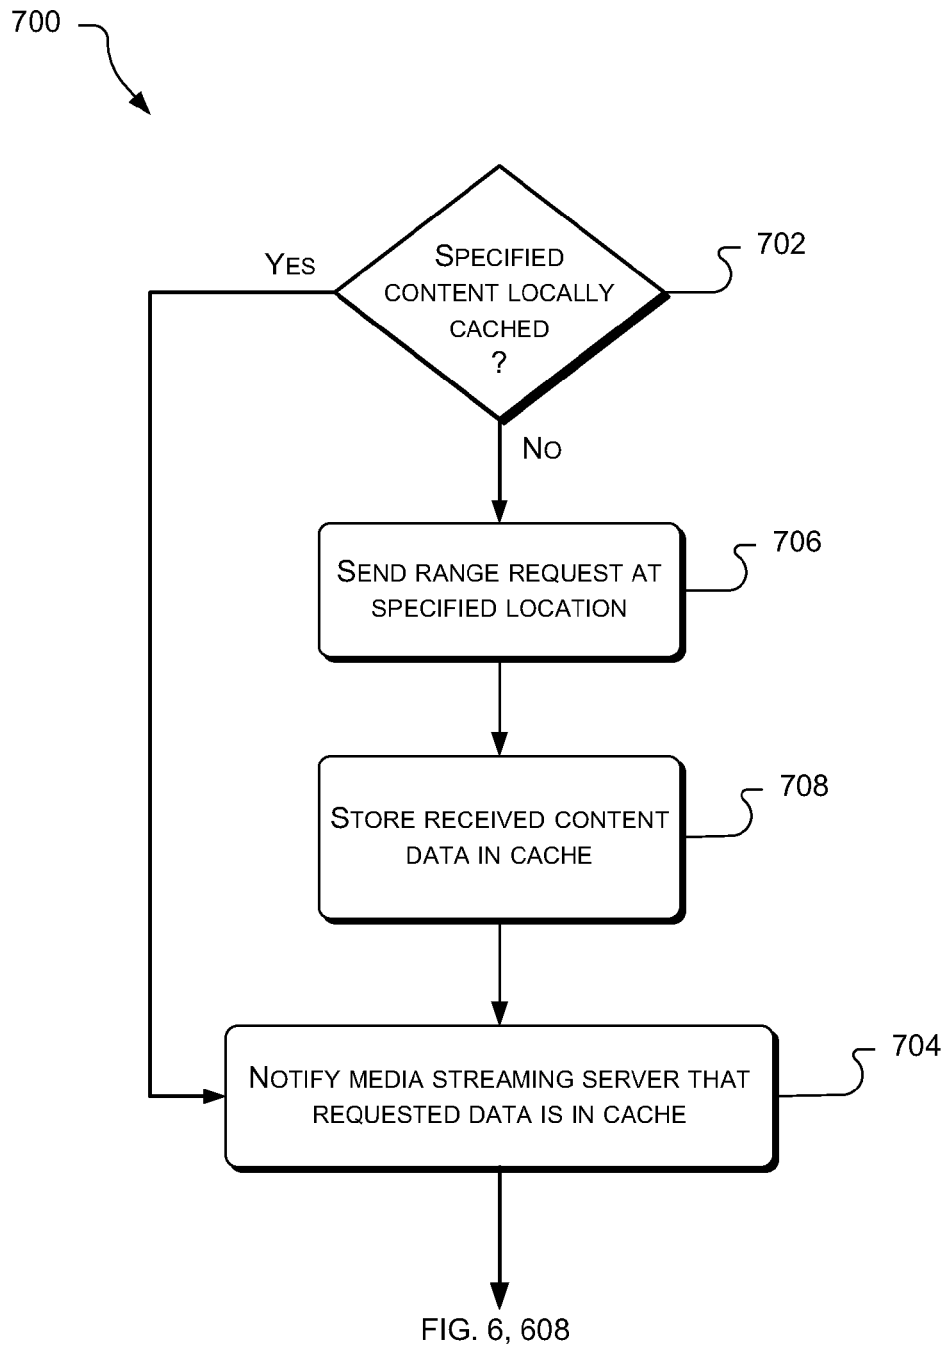 700
SPECIFIED
CONTENT LOCALLY
CACHED
?
702
YES
NO
SEND RANGE REQUEST AT
SPECIFIED LOCATION
706
STORE RECEIVED CONTENT
DATA IN CACHE
708
NOTIFY MEDIA STREAMING SERVER THAT
REQUESTED DATA IS IN CACHE
704
FIG. 6, 608